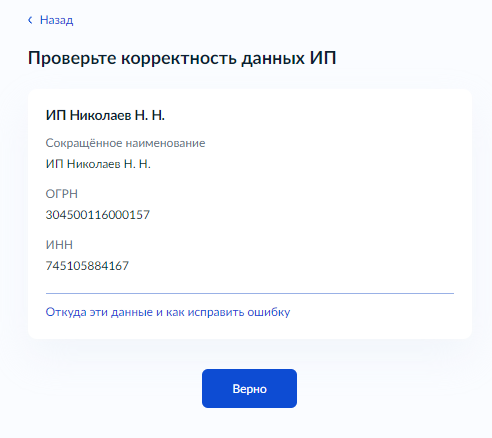 Назад
Проверьте корректность данных ИП
ИП Николаев Н. Н.
Сокращённое наименование
ИП Николаев Н. Н.
ОГРН
304500116000157
ИНН
745105884167
Откуда эти данные и как исправить ошибку
Верно